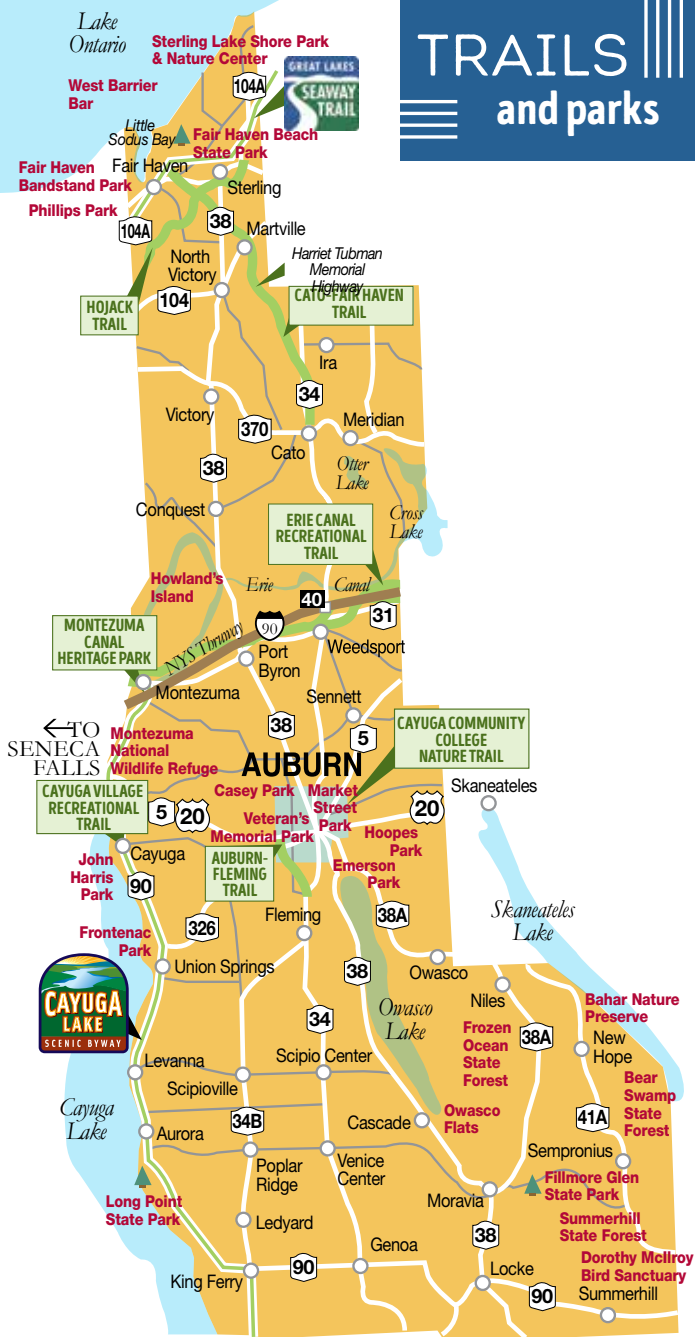 TRAILS
and parks
Lake
Ontario
Sterling Lake Shore Park
& Nature Center
104A
GREAT LAKES
SEAWAY
TRAIL
West Barrier
Bar
Little
Sodus Bay
Fair Haven Beach
State Park
Fair Haven
Fair Haven
Bandstand Park
Sterling
Phillips Park
104A
38
Martville
North
Victory
Harriet Tubman
Memorial
Highway
HOJACK
TRAIL
104
CATO-FAIR HAVEN
TRAIL
Ira
34
Victory
370
Meridian
Cato
38
Otter
Lake
Conquest
Cross
Lake
ERIE CANAL
RECREATIONAL
TRAIL
Howland's
Island
Erie
Canal
40
31
90
NYS Thruway
MONTEZUMA
CANAL
HERITAGE PARK
Port
Byron
Weedsport
Montezuma
Sennett
38
5
CAYUGA COMMUNITY
COLLEGE
NATURE TRAIL
←TO
SENECA
FALLS
Montezuma
National
Wildlife Refuge
AUBURN
CAYUGA VILLAGE
RECREATIONAL
TRAIL
5
20
Casey Park
Market
Street
Park
20
Skaneateles
Veteran's
Memorial Park
Hoopes
Park
Cayuga
AUBURN-
FLEMING
TRAIL
Emerson
Park
John
Harris
Park
90
38A
Skaneateles
Lake
Fleming
326
Frontenac
Park
Union Springs
38
Owasco
Niles
CAYUGA
LAKE
SCENIC BYWAY
Owasco
Lake
Bahar Nature
Preserve
34
Frozen
Ocean
State
Forest
38A
New
Hope
Levanna
Scipio Center
Scipioville
Bear
Swamp
State
Forest
Cayuga
Lake
34B
Cascade
Owasco
Flats
41A
Aurora
Sempronius
Poplar
Ridge
Venice
Center
Moravia
Fillmore Glen
State Park
Long Point
State Park
Ledyard
38
Summerhill
State Forest
Genoa
Dorothy McIlroy
Bird Sanctuary
King Ferry
90
Locke
90
Summerhill